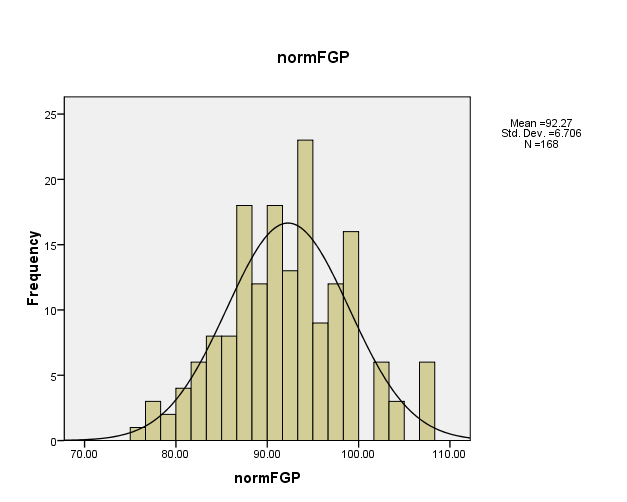 normFGP
Mean =92.27
Std. Dev. =6.706
N =168
Frequency
25
20
15
10
5
0
70.00 80.00 90.00 100.00 110.00
normFGP